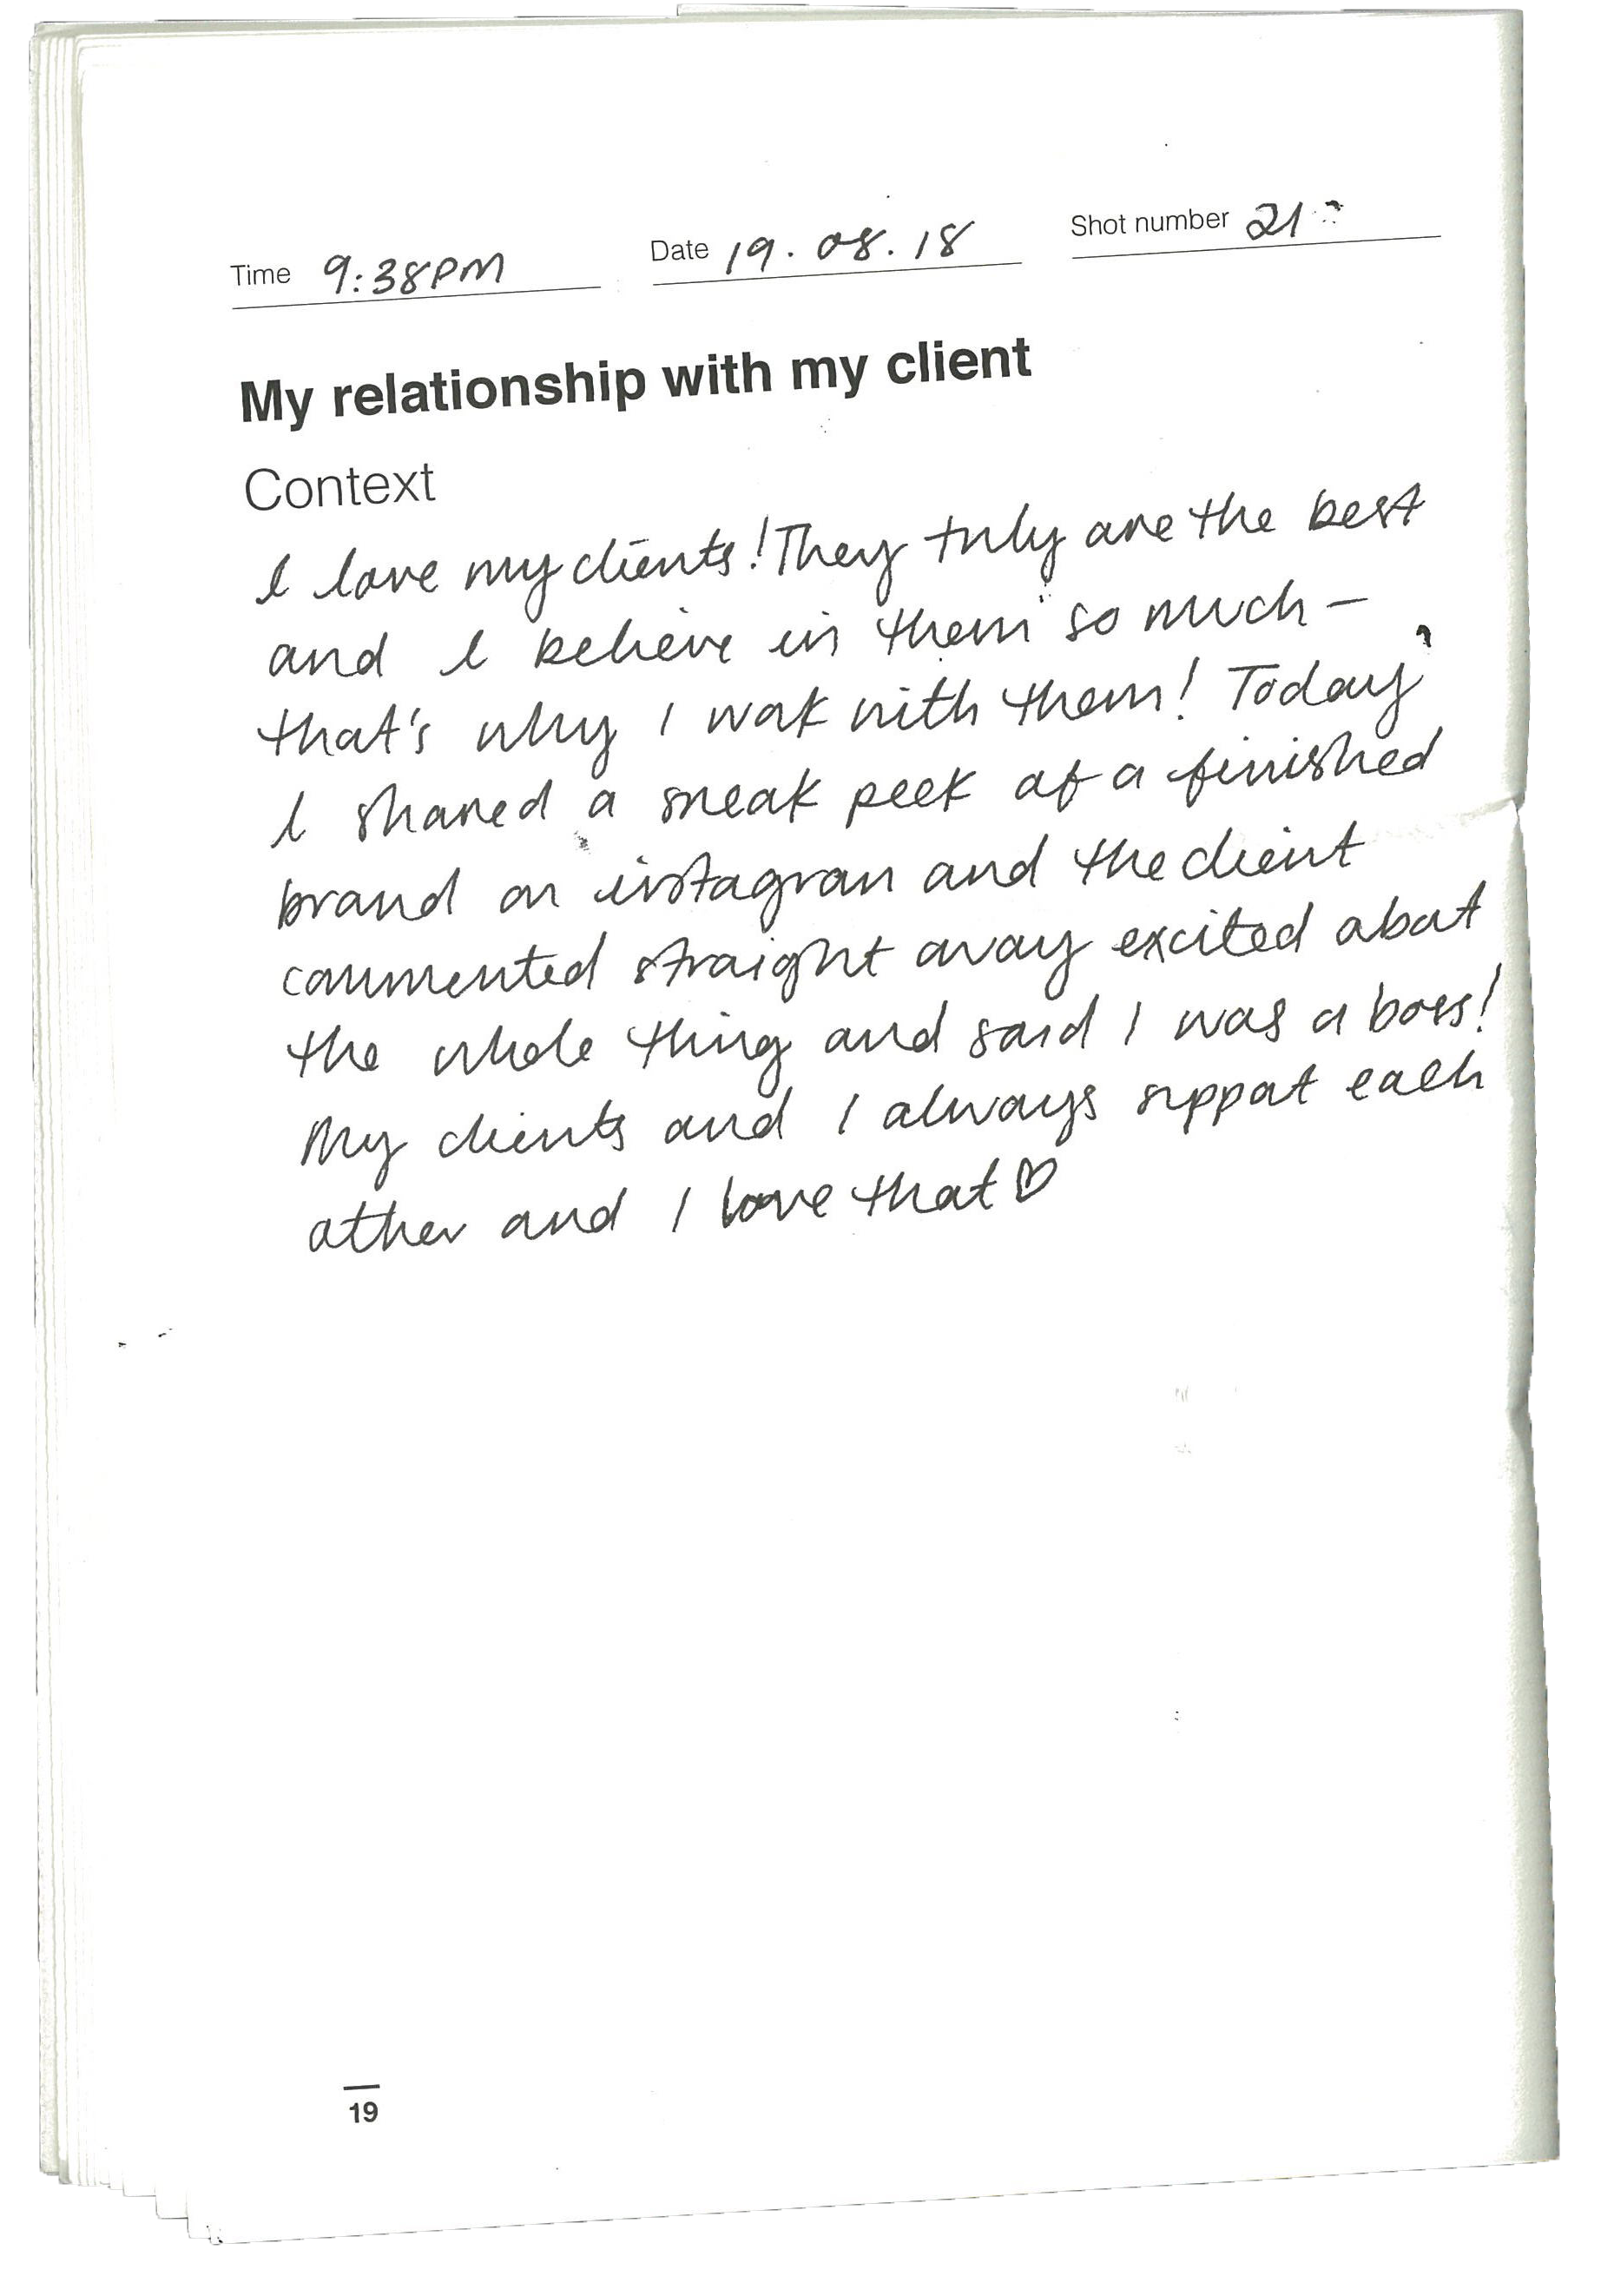 Time 9:38PM Date 19.08.18 Shot number 21
My relationship with my client
Context
I love my clients! They truly are the best
and I believe in them so much –
that's why I work with them! Today
I shared a sneak peek of a finished
brand on instagram and the client
commented straight away excited about
the whole thing and said I was a boss!
My clients and I always support each
other and I love that ♡
19